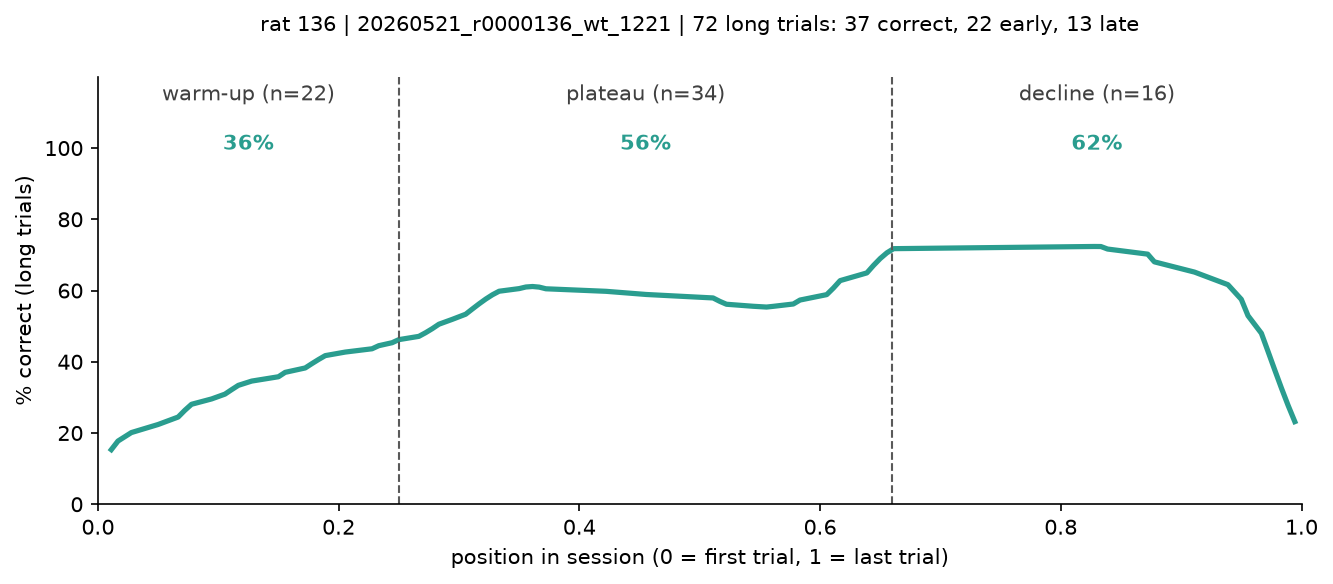 rat 136 | 20260521_r0000136_wt_1221 | 72 long trials: 37 correct, 22 early, 13 late
warm-up (n=22)
plateau (n=34)
decline (n=16)
36%
56%
62%
% correct (long trials)
100
80
60
40
20
0
0.0
0.2
0.4
0.6
0.8
1.0
position in session (0 = first trial, 1 = last trial)